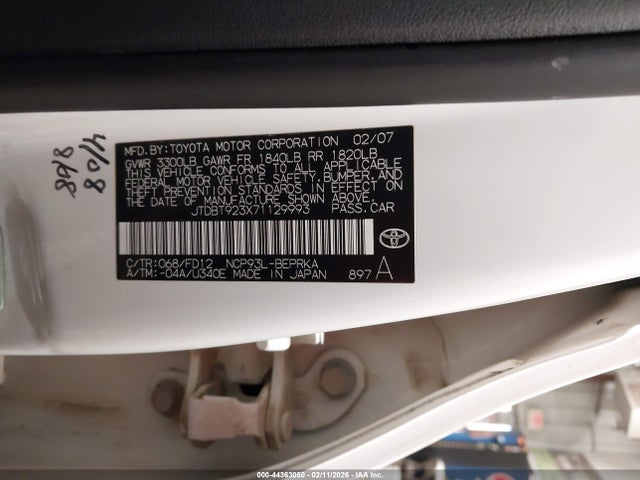 MFD.BY:TOYOTA MOTOR CORPORATION 02/07
GVWR 3300LB GAWR FR 1840LB RR 1820LB
THIS VEHICLE CONFORMS TO ALL APPLICABLE
FEDERAL MOTOR VEHICLE SAFETY, BUMPER, AND
THEFT PREVENTION STANDARDS IN EFFECT ON
THE DATE OF MANUFACTURE SHOWN ABOVE.
JTDBT923X71129993 PASS.CAR
C/TR:068/FD12 NCP93L-BEPRKA
A/TM:-04A/U340E MADE IN JAPAN 897 A
000-44363050 - 02/11/2026 - IAA Inc.